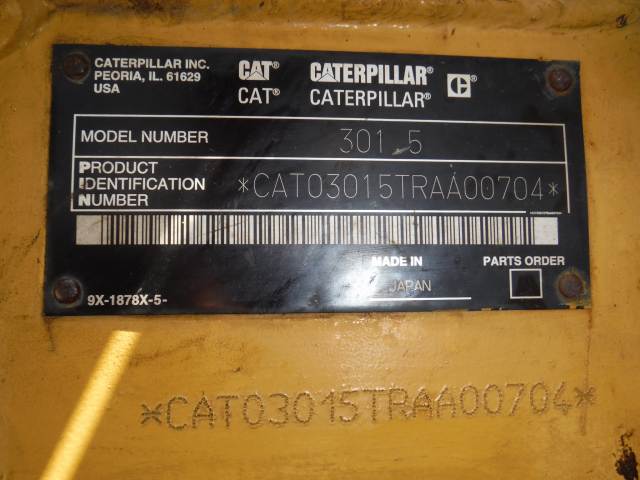 CATERPILLAR INC.
PEORIA, IL. 61629
USA
CAT CATERPILLAR® C®
CAT® CATERPILLAR®
MODEL NUMBER 301.5
PRODUCT
IDENTIFICATION
NUMBER
*CAT03015TRAA00704*
MADE IN
JAPAN
PARTS ORDER
9X-1878X-5-
*CAT03015TRAA00704*